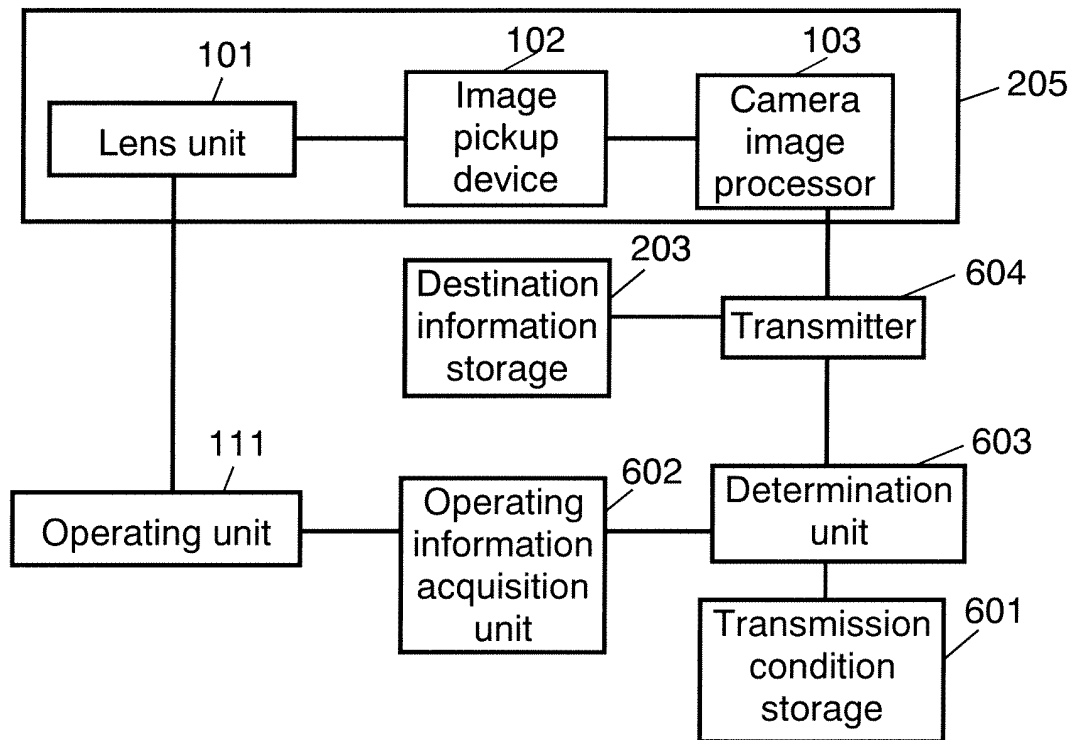 101
102
103
205
Lens unit
Image
pickup
device
Camera
image
processor
203
604
Destination
information
storage
Transmitter
111
602
603
Operating unit
Operating
information
acquisition
unit
Determination
unit
601
Transmission
condition
storage